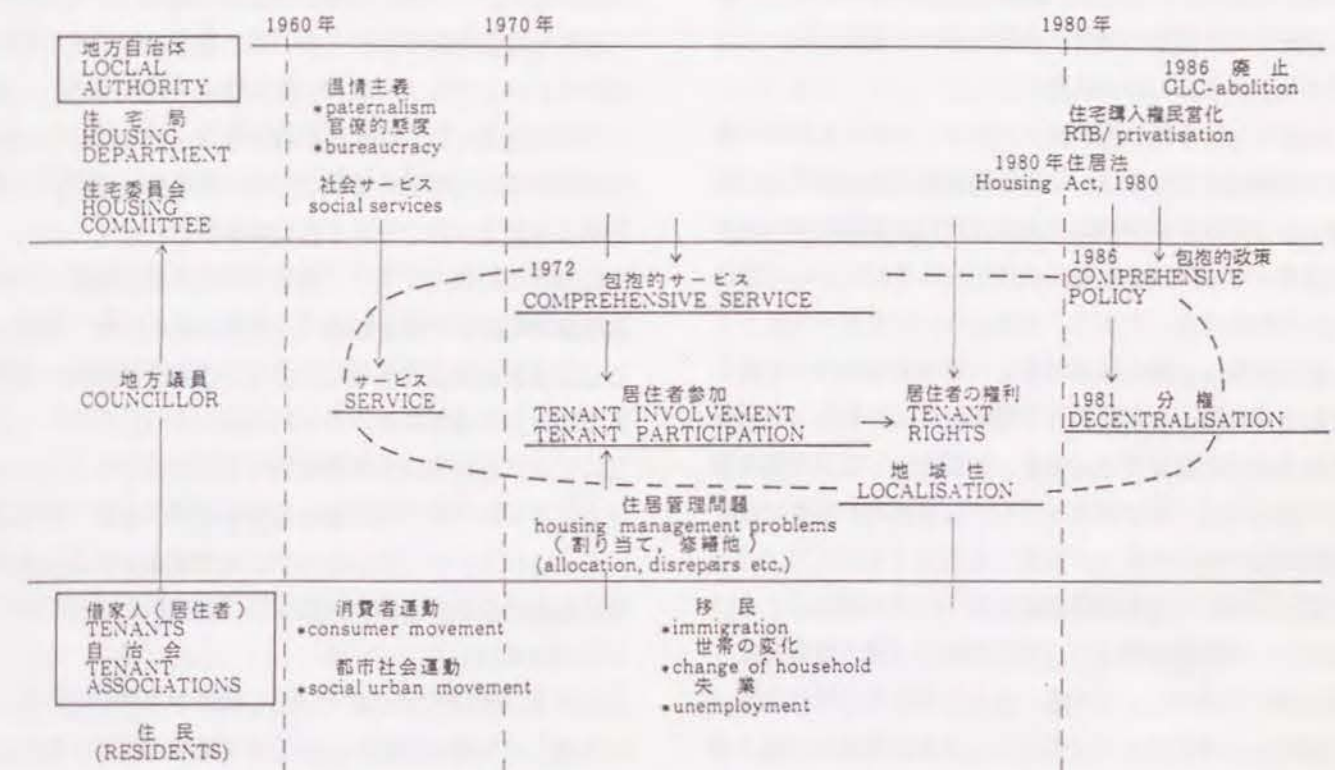 1960年
1970年
1980年
地方自治体
LOCLAL
AUTHORITY
住宅局
HOUSING
DEPARTMENT
住宅委員会
HOUSING
COMMITTEE
温情主義
*paternalism
官僚的態度
*bureaucracy
社会サービス
social services
1986 廃止
GLC-abolition
住宅購入権民営化
RTB/ privatisation
1980年住居法
Housing Act, 1980
地方議員
COUNCILLOR
サービス
SERVICE
-1972
包抱的サービス
COMPREHENSIVE SERVICE
居住者参加
TENANT INVOLVEMENT
TENANT PARTICIPATION
居住者の権利
TENANT
RIGHTS
1986 包抱的政策
COMPREHENSIVE
POLICY
1981 分権
DECENTRALISATION
地域性
LOCALISATION
住居管理問題
housing management problems
(割り当て, 修繕他)
(allocation, disrepairs etc.)
借家人(居住者)
TENANTS
自治会
TENANT
ASSOCIATIONS
住民
(RESIDENTS)
消費者運動
*consumer movement
都市社会運動
*social urban movement
移民
*immigration
世帯の変化
*change of household
失業
*unemployment